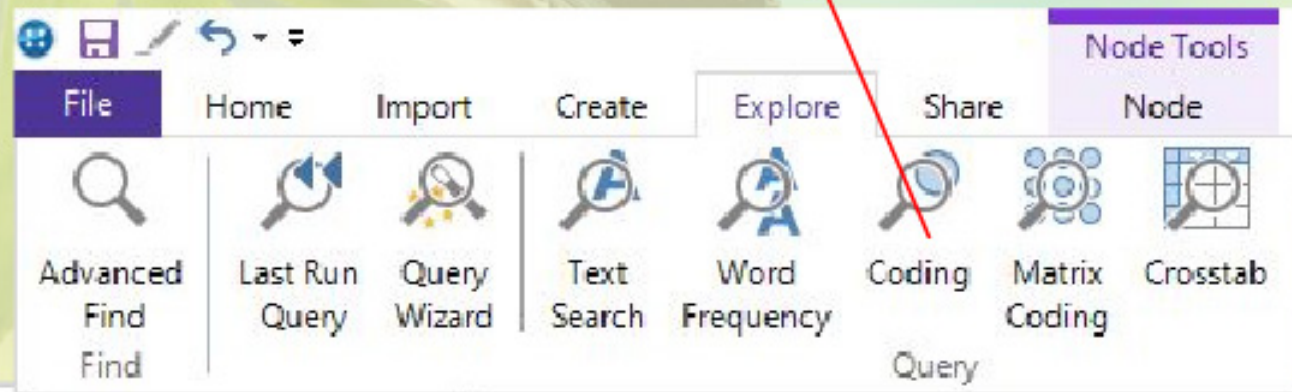 Node Tools
File Home Import Create Explore Share Node
Advanced Find
Last Run Query
Query Wizard
Text Search
Word Frequency
Coding
Matrix Coding
Crosstab
Find
Query